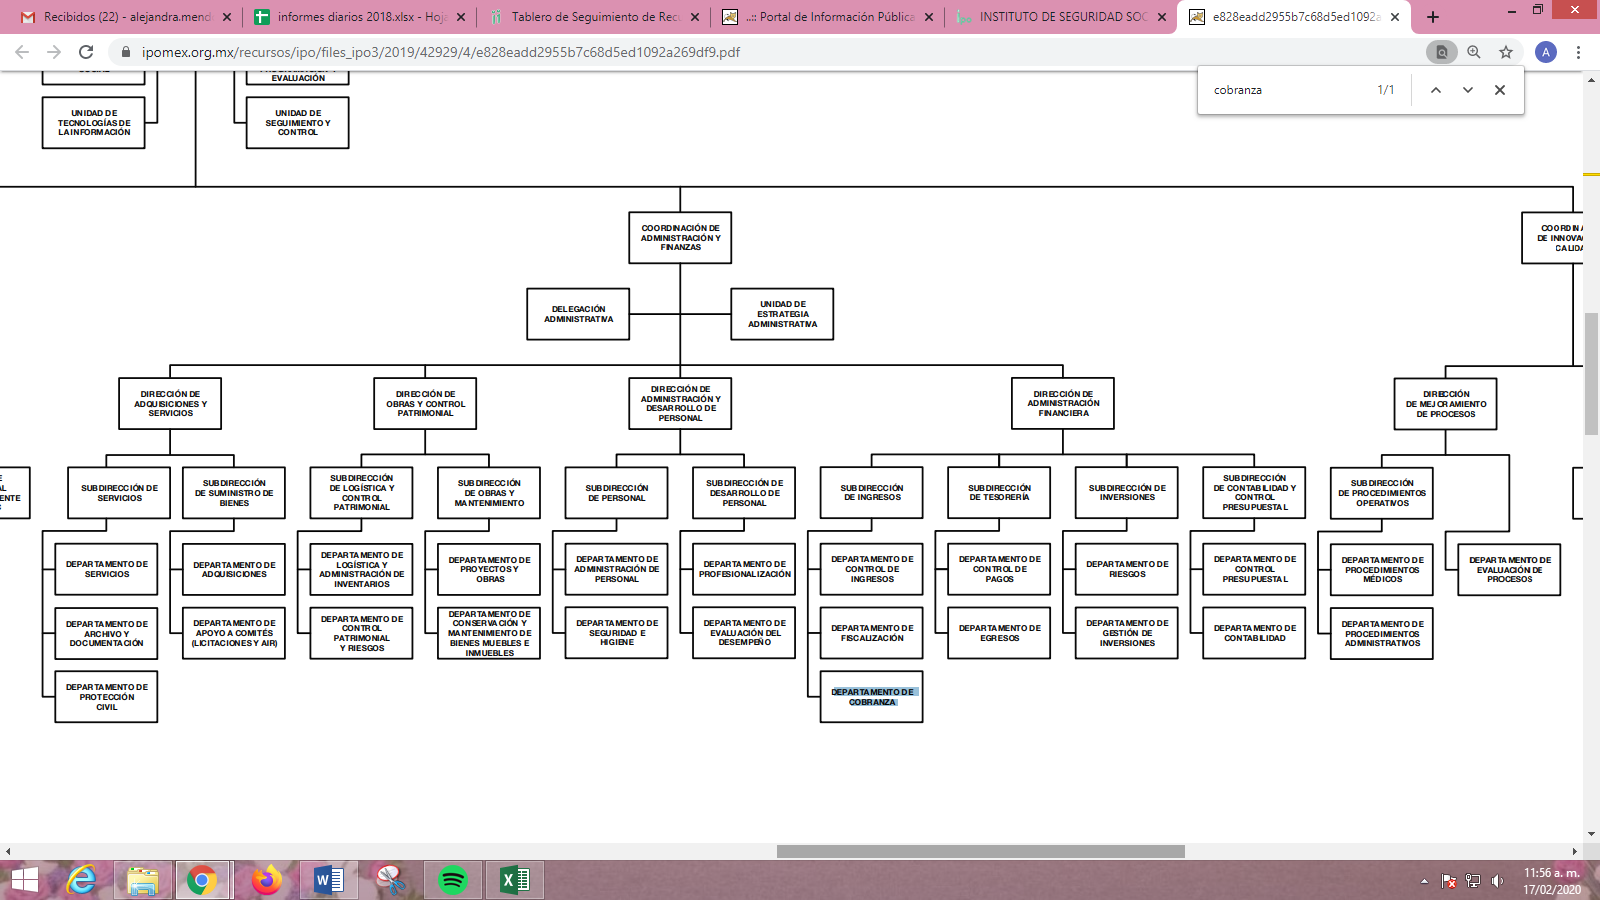 Recibidos (22) - alejandra.mend
informes diarios 2018.xlsx - Hoja
Tablero de Seguimiento de Recu
..:: Portal de Información Pública
INSTITUTO DE SEGURIDAD SOC
e828eadd2955b7c68d5ed1092a
ipomex.org.mx/recursos/ipo/files_ipo3/2019/42929/4/e828eadd2955b7c68d5ed1092a269df9.pdf
A
cobranza
1/1
EVALUACIÓN
UNIDAD DE
TECNOLOGÍAS DE
LA INFORMACIÓN
UNIDAD DE
SEGUIMIENTO Y
CONTROL
COORDINACIÓN DE
ADMINISTRACIÓN Y
FINANZAS
COORDINA
DE INNOVA
CALIDA
DELEGACIÓN
ADMINISTRATIVA
UNIDAD DE
ESTRATEGIA
ADMINISTRATIVA
DIRECCIÓN DE
ADQUISICIONES Y
SERVICIOS
DIRECCIÓN DE
OBRAS Y CONTROL
PATRIMONIAL
DIRECCIÓN DE
ADMINISTRACIÓN Y
DESARROLLO DE
PERSONAL
DIRECCIÓN DE
ADMINISTRACIÓN
FINANCIERA
DIRECCIÓN
DE MEJORAMIENTO
DE PROCESOS
SUBDIRECCIÓN DE
SERVICIOS
SUBDIRECCIÓN
DE SUMINISTRO DE
BIENES
SUBDIRECCIÓN
DE LOGÍSTICA Y
CONTROL
PATRIMONIAL
SUBDIRECCIÓN
DE OBRAS Y
MANTENIMIENTO
SUBDIRECCIÓN
DE PERSONAL
SUBDIRECCIÓN DE
DESARROLLO DE
PERSONAL
SUBDIRECCIÓN
DE INGRESOS
SUBDIRECCIÓN
DE TESORERÍA
SUBDIRECCIÓN DE
INVERSIONES
SUBDIRECCIÓN
DE CONTABILIDAD Y
CONTROL
PRESUPUESTAL
SUBDIRECCIÓN
DE PROCEDIMIENTOS
OPERATIVOS
DEPARTAMENTO DE
SERVICIOS
DEPARTAMENTO DE
ADQUISICIONES
DEPARTAMENTO DE
LOGÍSTICA Y
ADMINISTRACIÓN DE
INVENTARIOS
DEPARTAMENTO DE
PROYECTOS Y
OBRAS
DEPARTAMENTO DE
ADMINISTRACIÓN DE
PERSONAL
DEPARTAMENTO DE
PROFESIONALIZACIÓN
DEPARTAMENTO DE
CONTROL DE
INGRESOS
DEPARTAMENTO DE
CONTROL DE
PAGOS
DEPARTAMENTO DE
RIESGOS
DEPARTAMENTO DE
CONTROL
PRESUPUESTAL
DEPARTAMENTO DE
PROCEDIMIENTOS
MÉDICOS
DEPARTAMENTO DE
EVALUACIÓN DE
PROCESOS
DEPARTAMENTO DE
ARCHIVO Y
DOCUMENTACIÓN
DEPARTAMENTO DE
APOYO A COMITÉS
(LICITACIONES Y AIR)
DEPARTAMENTO DE
CONTROL
PATRIMONIAL
Y RIESGOS
DEPARTAMENTO DE
CONSERVACIÓN Y
MANTENIMIENTO DE
BIENES MUEBLES E
INMUEBLES
DEPARTAMENTO DE
SEGURIDAD E
HIGIENE
DEPARTAMENTO DE
EVALUACIÓN DEL
DESEMPEÑO
DEPARTAMENTO DE
FISCALIZACIÓN
DEPARTAMENTO DE
EGRESOS
DEPARTAMENTO DE
GESTIÓN DE
INVERSIONES
DEPARTAMENTO DE
CONTABILIDAD
DEPARTAMENTO DE
PROCEDIMIENTOS
ADMINISTRATIVOS
DEPARTAMENTO DE
PROTECCIÓN
CIVIL
DEPARTAMENTO DE
COBRANZA
11:56 a. m.
17/02/2020